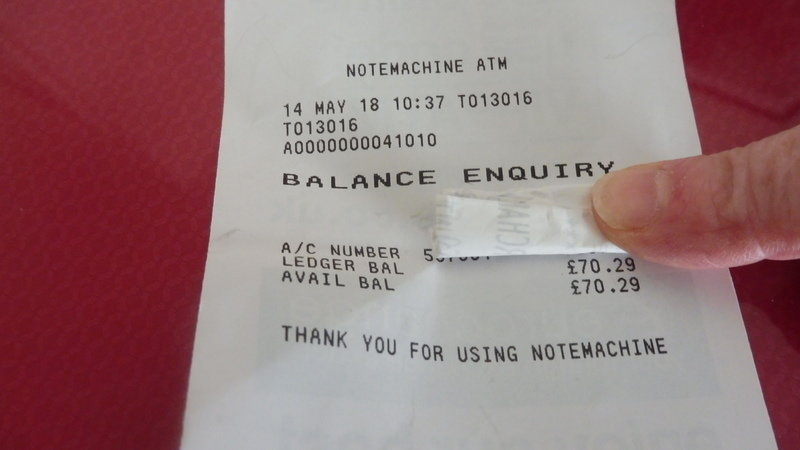 NOTEMACHINE ATM
14 MAY 18 10:37 T013016
T013016
A0000000041010
BALANCE ENQUIRY
A/C NUMBER
LEDGER BAL £70.29
AVAIL BAL £70.29
THANK YOU FOR USING NOTEMACHINE